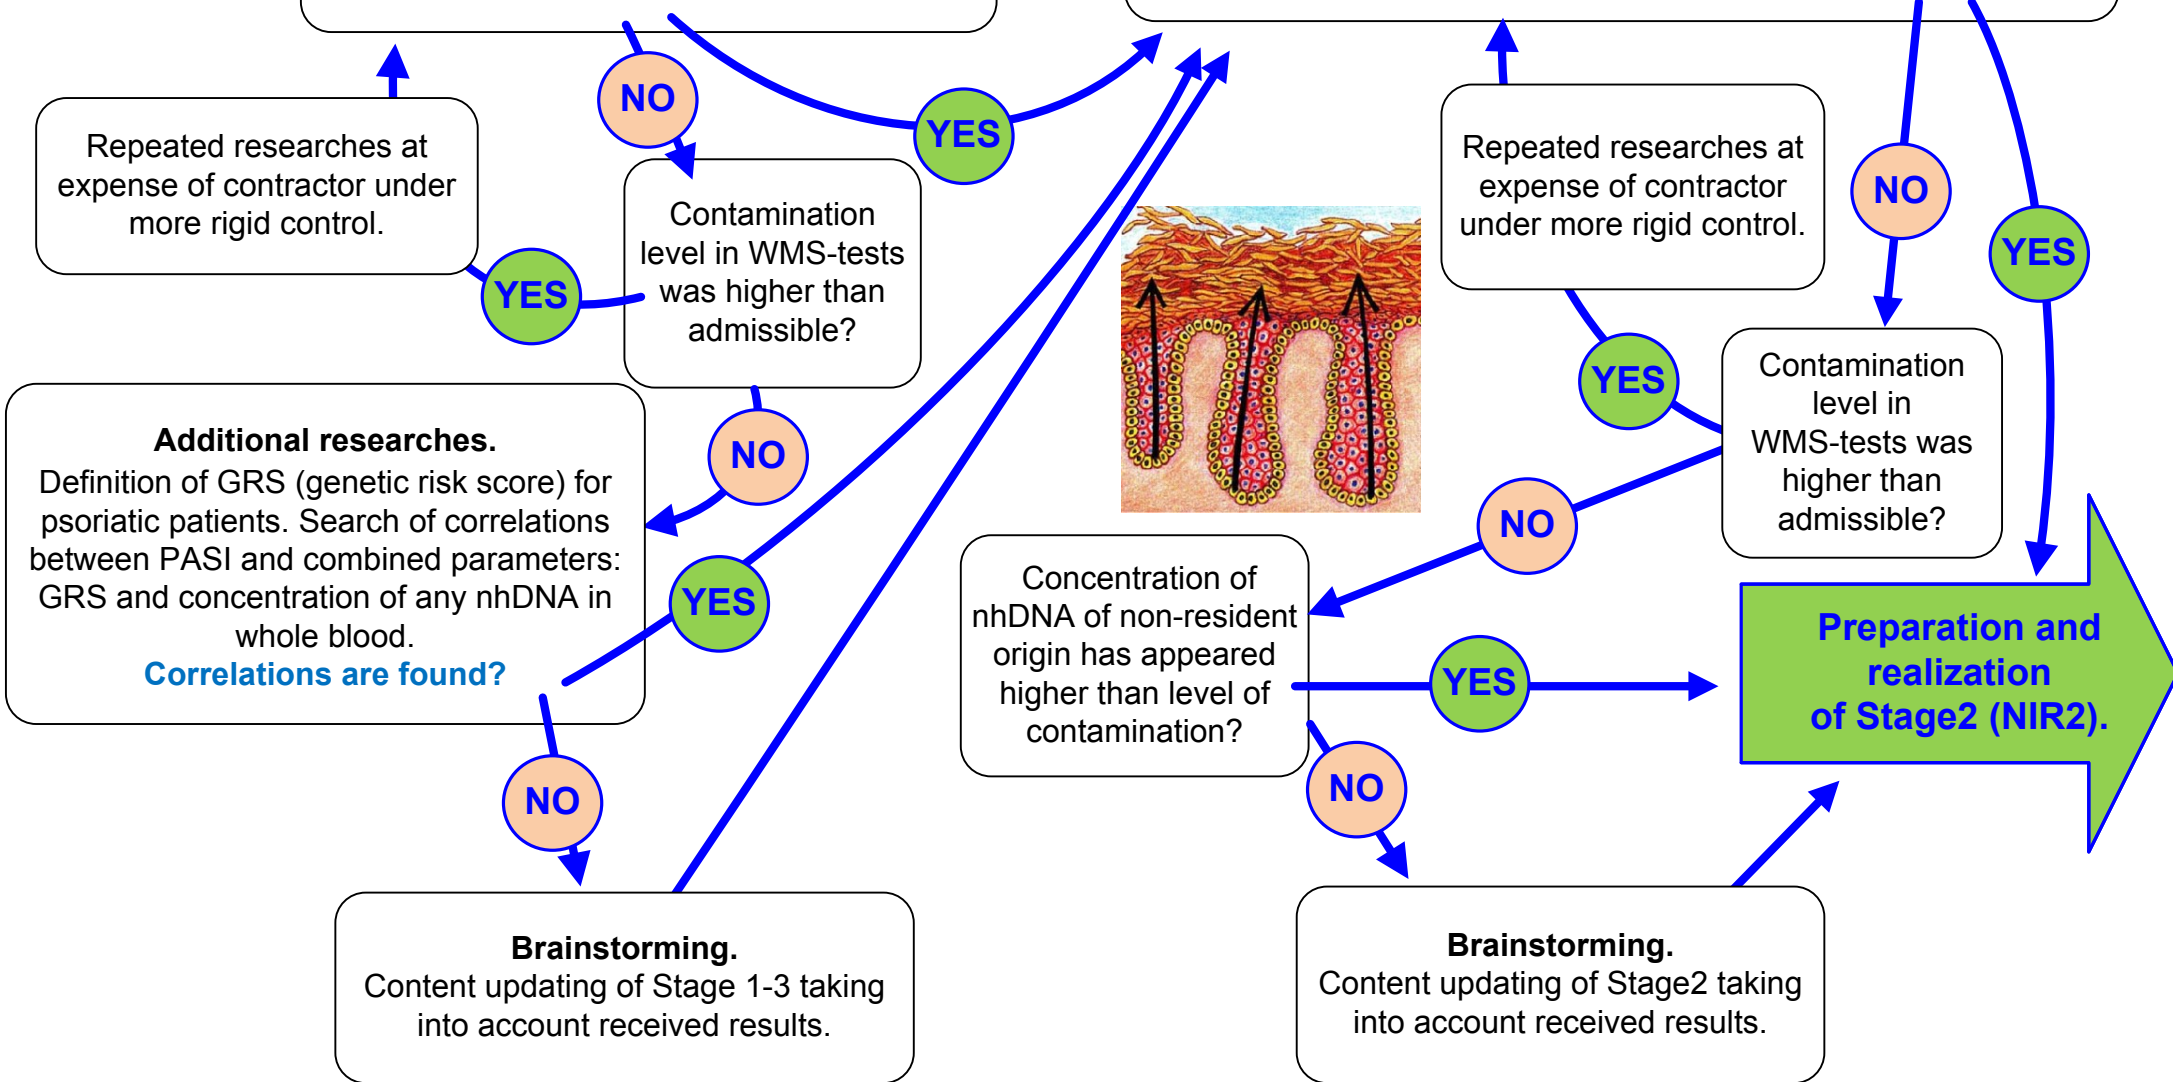 NO
YES
Repeated researches at
expense of contractor under
more rigid control.
Contamination
level in WMS-tests
was higher than
admissible?
YES
NO
Additional researches.
Definition of GRS (genetic risk score) for
psoriatic patients. Search of correlations
between PASI and combined parameters:
GRS and concentration of any nhDNA in
whole blood.
Correlations are found?
YES
NO
Brainstorming.
Content updating of Stage 1-3 taking
into account received results.
Repeated researches at
expense of contractor
under more rigid control.
NO
YES
YES
Contamination
level in
WMS-tests was
higher than
admissible?
NO
Concentration of
nhDNA of non-resident
origin has appeared
higher than level of
contamination?
YES
NO
Preparation and
realization
of Stage2 (NIR2).
Brainstorming.
Content updating of Stage2 taking
into account received results.